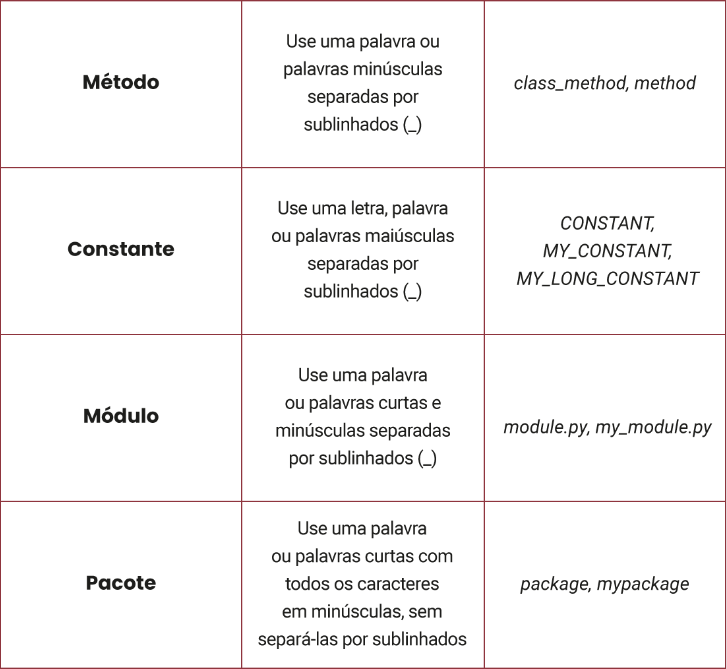 Método
Use uma palavra ou
palavras minúsculas
separadas por
sublinhados (_)
class_method, method
Constante
Use uma letra, palavra
ou palavras maiúsculas
separadas por
sublinhados (_)
CONSTANT,
MY_CONSTANT,
MY_LONG_CONSTANT
Módulo
Use uma palavra
ou palavras curtas e
minúsculas separadas
por sublinhados (_)
module.py, my_module.py
Pacote
Use uma palavra
ou palavras curtas com
todos os caracteres
em minúsculas, sem
separá-las por sublinhados
package, mypackage